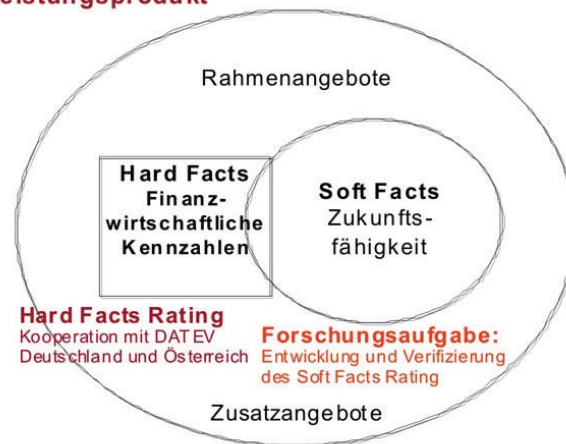 Rahmenangebote
Hard Facts
Finanz-
wirtschaftliche
Kennzahlen
Soft Facts
Zukunfts-
fähigkeit
Hard Facts Rating
Kooperation mit DATEV
Deutschland und Österreich
Forschungsaufgabe:
Entwicklung und Verifizierung
des Soft Facts Rating
Zusatzangebote